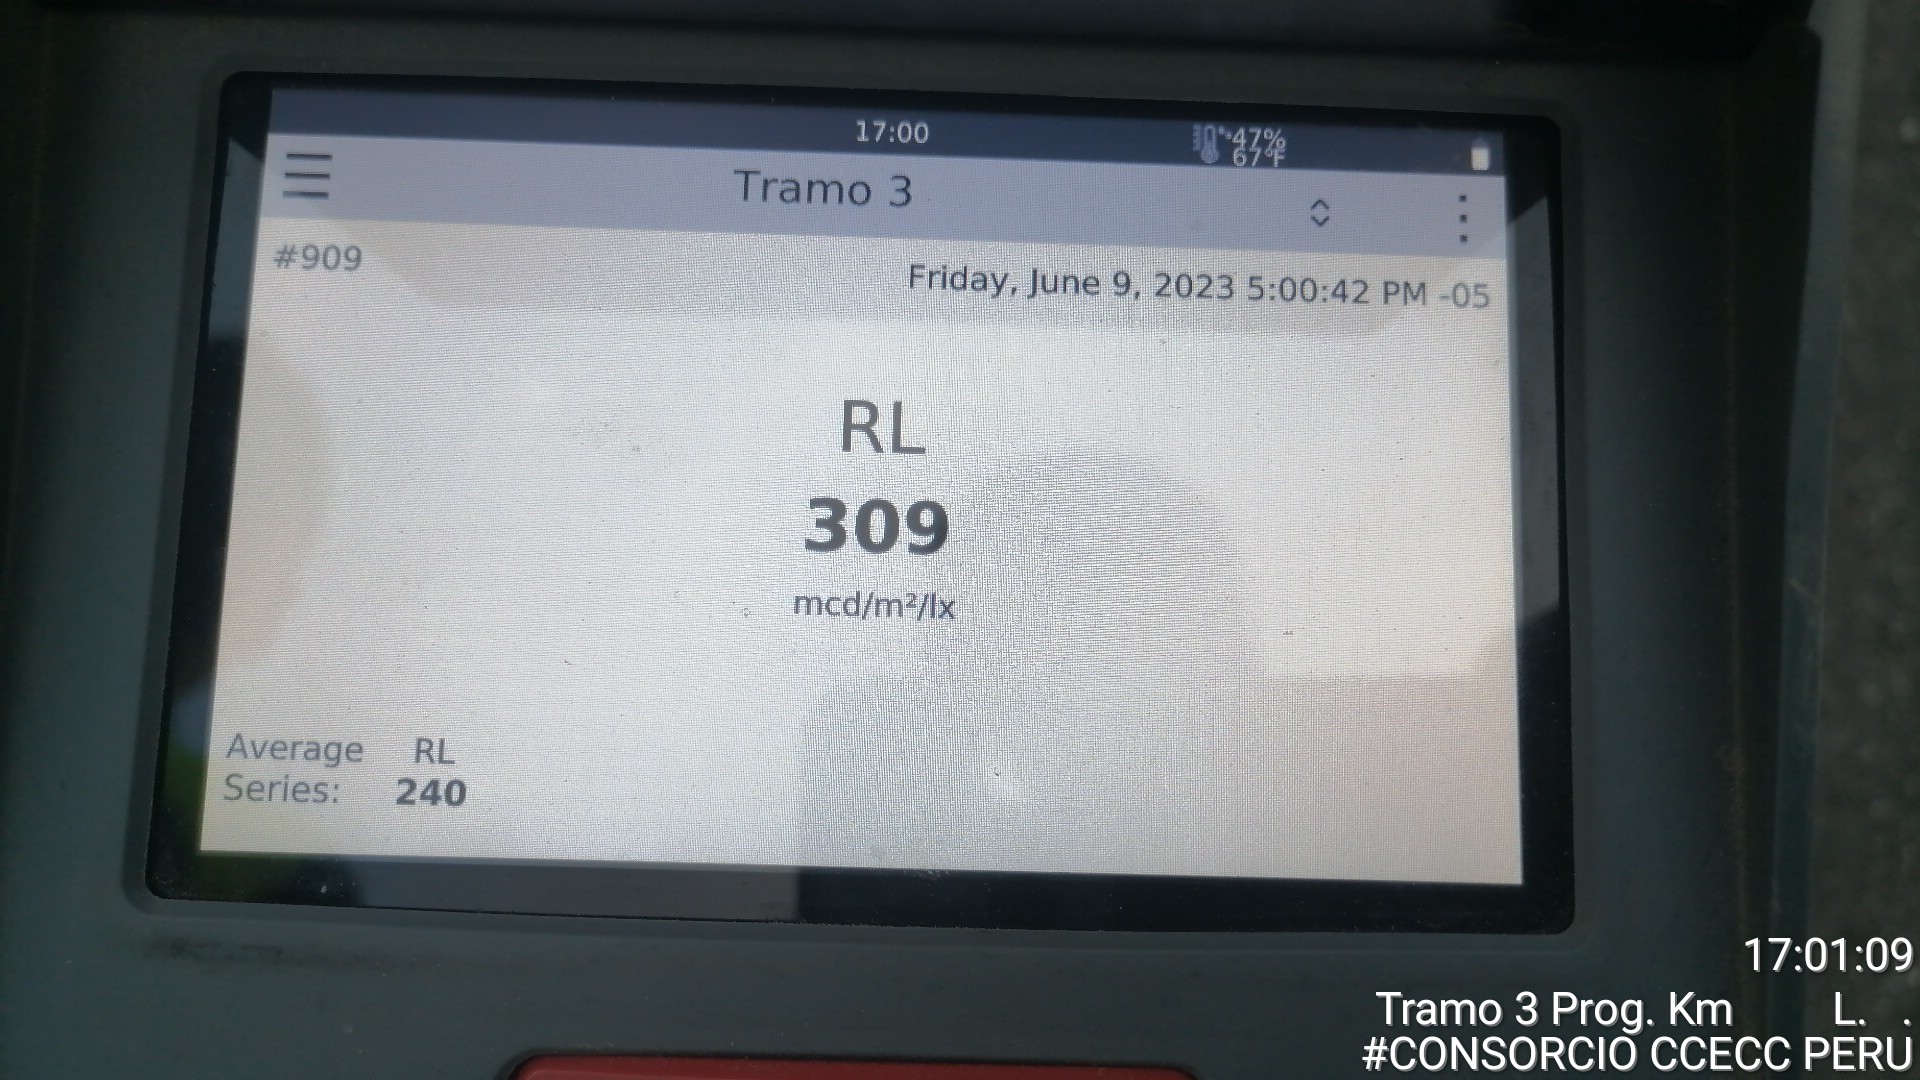 17:00
47%
67°F
Tramo 3
#909
Friday, June 9, 2023 5:00:42 PM -05
RL
309
mcd/m²/lx
Average RL
Series: 240
17:01:09
Tramo 3 Prog. Km L. .
#CONSORCIO CCECC PERU